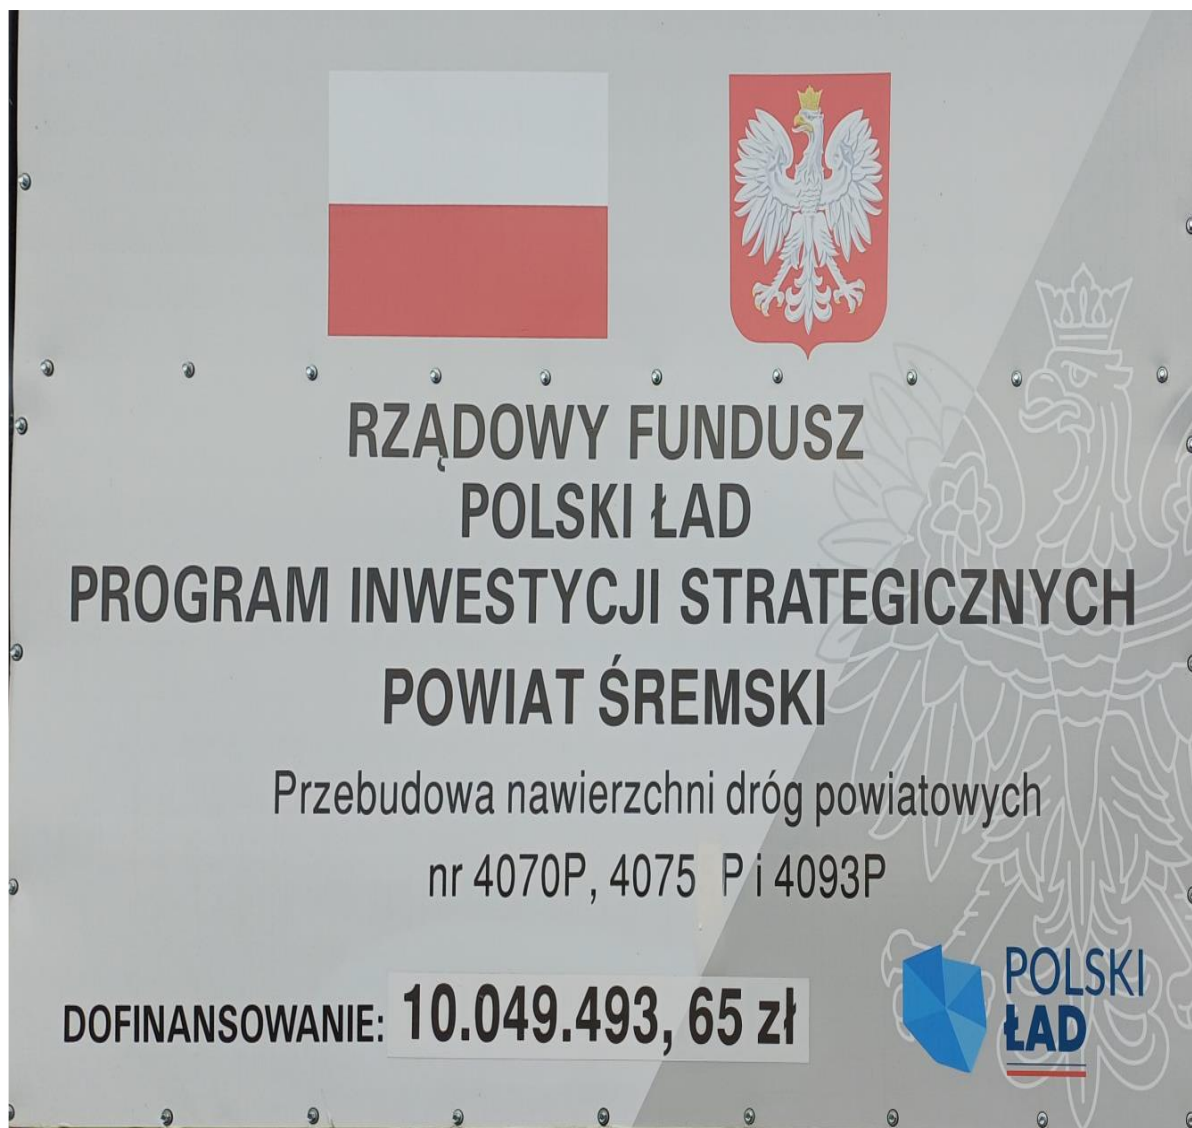 RZĄDOWY FUNDUSZ
POLSKI ŁAD
PROGRAM INWESTYCJI STRATEGICZNYCH
POWIAT ŚREMSKI
Przebudowa nawierzchni dróg powiatowych
nr 4070P, 4075 P i 4093P
DOFINANSOWANIE: 10.049.493, 65 zł
POLSKI
ŁAD